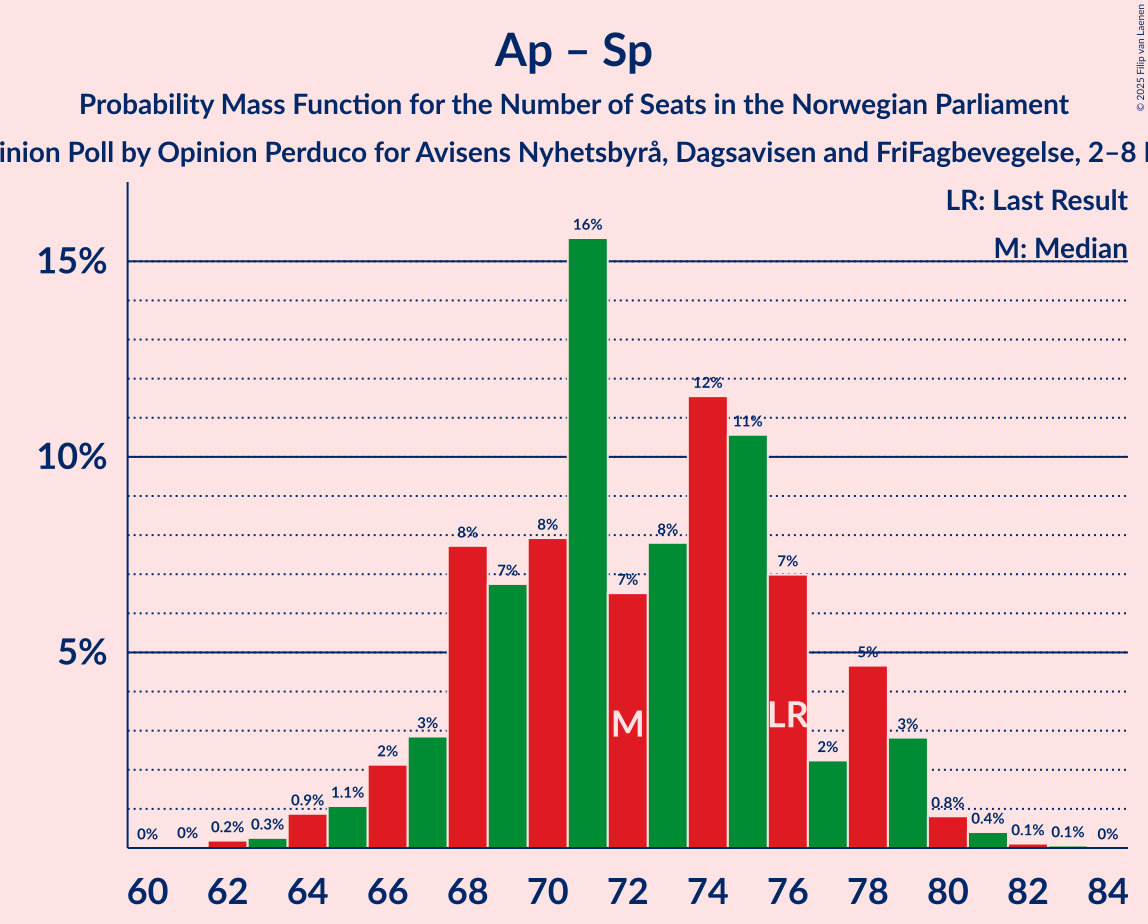 Ap – Sp
Probability Mass Function for the Number of Seats in the Norwegian Parliament
Poll by Opinion Perduco for Avisens Nyhetsbyrå, Dagsavisen and FriFagbevegelse, 2–8
© 2025 Filip van Laenen
LR: Last Result
M: Median
15%
10%
5%
0% 0% 0.2% 0.3% 0.9% 1.1% 2% 3% 8% 7% 8% 16% 7% 8% 12% 11% 7% 2% 5% 3% 0.8% 0.4% 0.1% 0.1% 0%
M LR
60 62 64 66 68 70 72 74 76 78 80 82 84